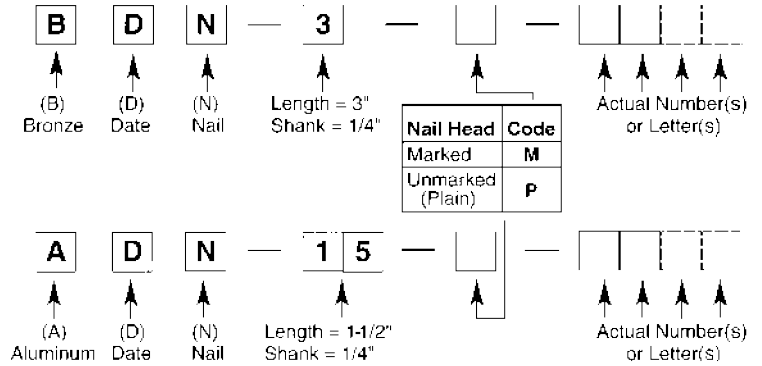 B D N — 3 — —
(B) (D) (N) Length = 3" Actual Number(s)
Bronze Date Nail Shank = 1/4" or Letter(s)
Nail Head Code
Marked M
Unmarked
(Plain) P
A D N — 1 5 — —
(A) (D) (N) Length = 1-1/2" Actual Number(s)
Aluminum Date Nail Shank = 1/4" or Letter(s)